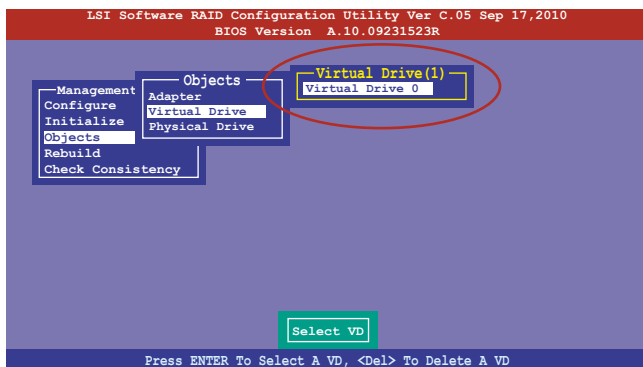 LSI Software RAID Configuration Utility Ver C.05 Sep 17,2010
BIOS Version A.10.09231523R
Management
Configure
Initialize
Objects
Rebuild
Check Consistency
Objects
Adapter
Virtual Drive
Physical Drive
Virtual Drive(1)
Virtual Drive 0
Select VD
Press ENTER To Select A VD, <Del> To Delete A VD